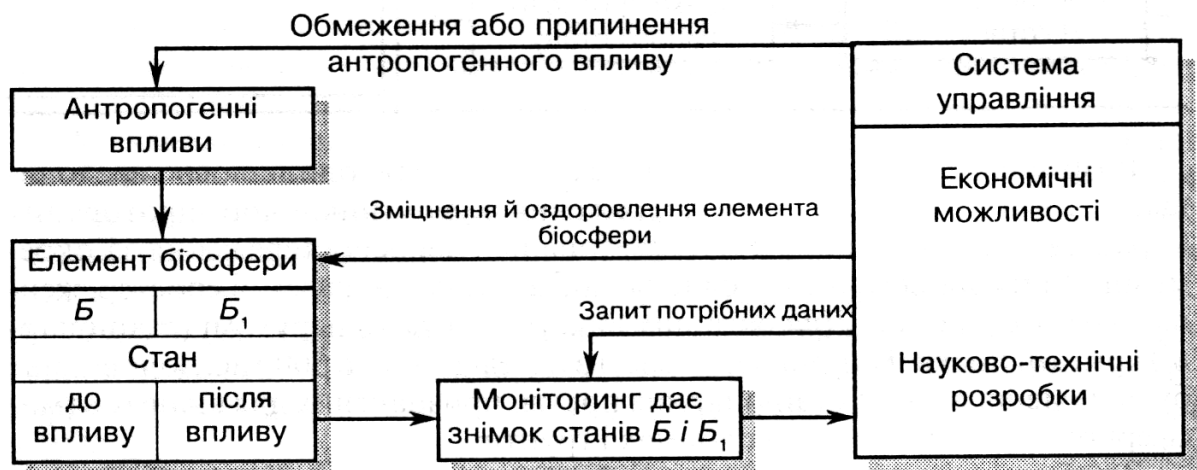 Обмеження або припинення
антропогенного впливу
Система
управління
Антропогенні
впливи
Економічні
можливості
Зміцнення й оздоровлення елемента
біосфери
Елемент біосфери
Б
Б₁
Запит потрібних даних
Стан
до
впливу
після
впливу
Моніторинг дає
знімок станів Б і Б₁
Науково-технічні
розробки